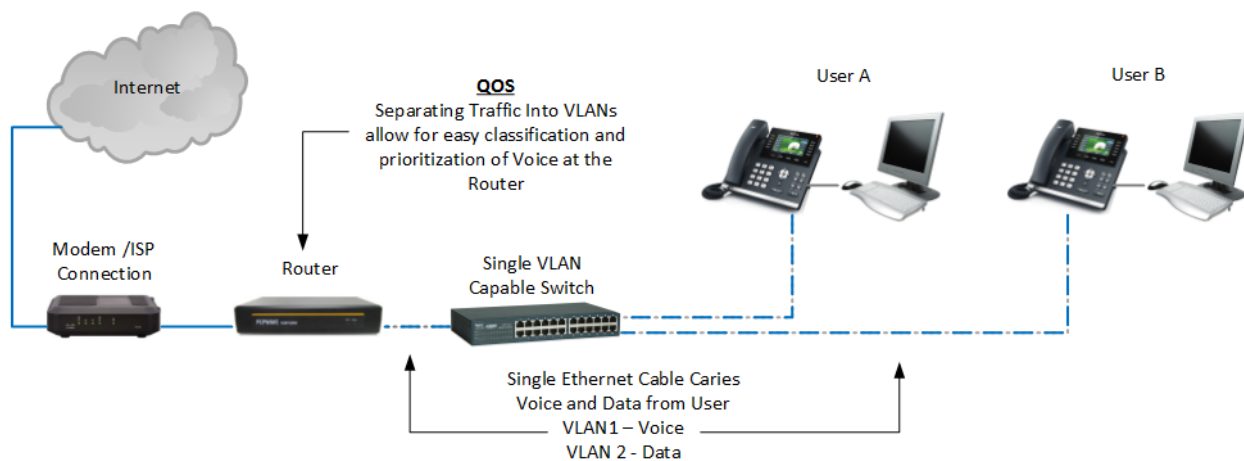 Internet
QOS
Separating Traffic Into VLANs
allow for easy classification and
prioritization of Voice at the
Router
User A
User B
Modem /ISP
Connection
Router
Single VLAN
Capable Switch
Single Ethernet Cable Caries
Voice and Data from User
VLAN1 – Voice
VLAN 2 - Data